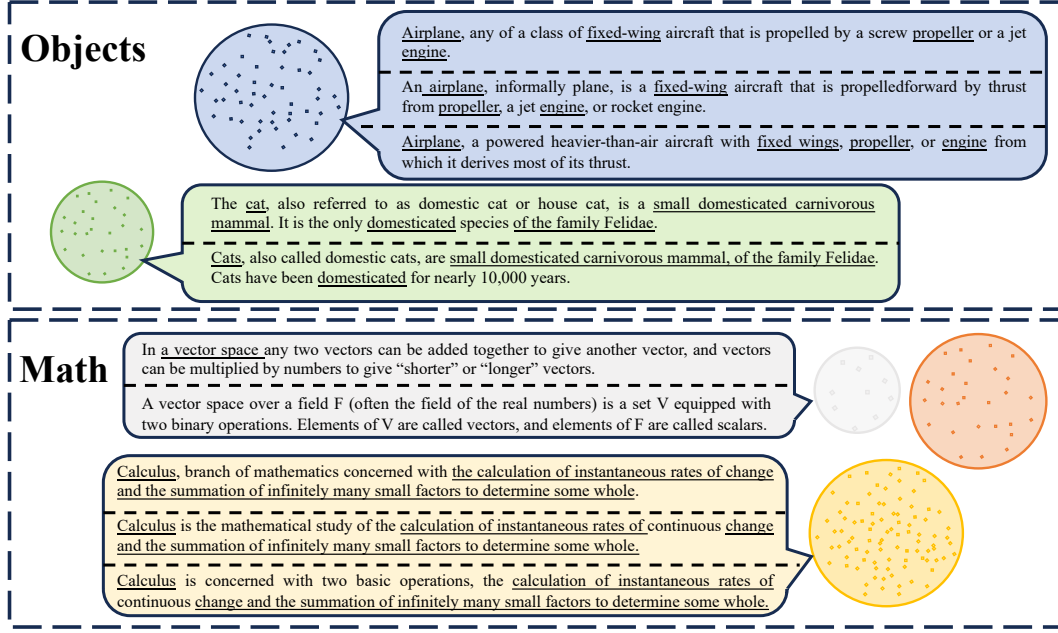 Objects
Airplane, any of a class of fixed-wing aircraft that is propelled by a screw propeller or a jet
engine.
An airplane, informally plane, is a fixed-wing aircraft that is propelledforward by thrust
from propeller, a jet engine, or rocket engine.
Airplane, a powered heavier-than-air aircraft with fixed wings, propeller, or engine from
which it derives most of its thrust.
The cat, also referred to as domestic cat or house cat, is a small domesticated carnivorous
mammal. It is the only domesticated species of the family Felidae.
Cats, also called domestic cats, are small domesticated carnivorous mammal, of the family Felidae.
Cats have been domesticated for nearly 10,000 years.
Math
In a vector space any two vectors can be added together to give another vector, and vectors
can be multiplied by numbers to give “shorter” or “longer” vectors.
A vector space over a field F (often the field of the real numbers) is a set V equipped with
two binary operations. Elements of V are called vectors, and elements of F are called scalars.
Calculus, branch of mathematics concerned with the calculation of instantaneous rates of change
and the summation of infinitely many small factors to determine some whole.
Calculus is the mathematical study of the calculation of instantaneous rates of continuous change
and the summation of infinitely many small factors to determine some whole.
Calculus is concerned with two basic operations, the calculation of instantaneous rates of
continuous change and the summation of infinitely many small factors to determine some whole.